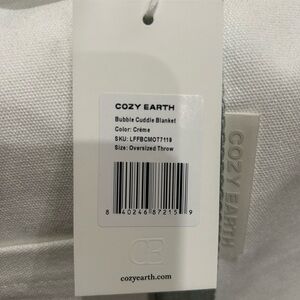 COZY EARTH
Bubble Cuddle Blanket
Color: Crème
SKU: LFFBCMOT7119
Size: Oversized Throw
8 40246 87215 9
CE
cozyearth.com
COZY EARTH